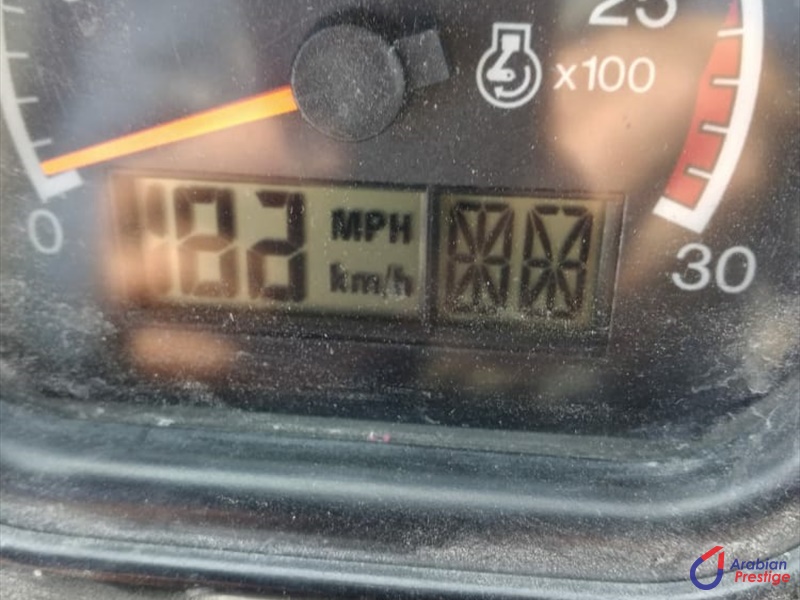 25
x100
MPH
km/h
0
30
Arabian
Prestige